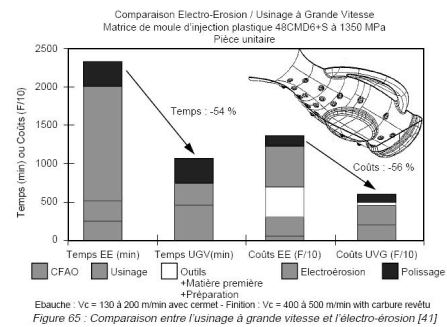 Comparaison Electro-Erosion / Usinage à Grande Vitesse
Matrice de moule d'injection plastique 48CMD6+S à 1350 MPa
Pièce unitaire
Temps (min) ou Coûts (F/10)
2500
2000
1500
1000
500
0
Temps : -54 %
Coûts : -56 %
Temps EE (min)
Temps UGV(min)
Coûts EE (F/10)
Coûts UVG (F/10)
CFAO
Usinage
Outils
+Matière première
+Préparation
Electroérosion
Polissage
Ebauche : Vc = 130 à 200 m/min avec cermet - Finition : Vc = 400 à 500 m/min with carbure revêtu
Figure 65 : Comparaison entre l'usinage à grande vitesse et l'électro-érosion [41]